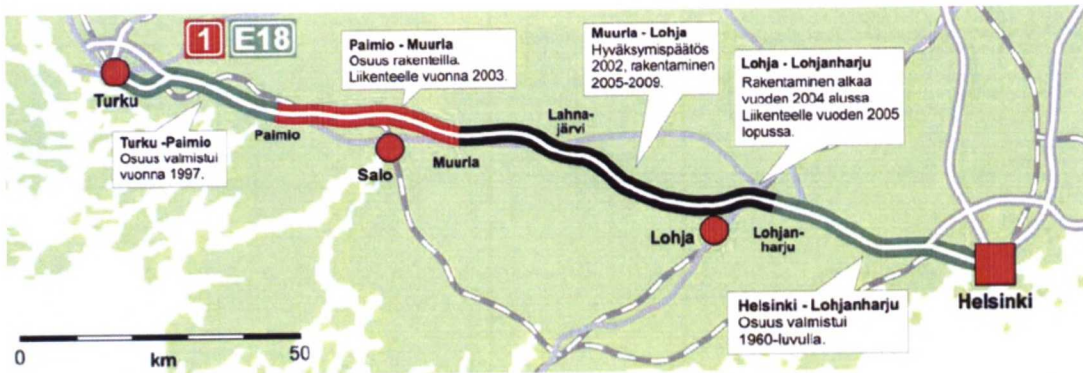 1 E18
Paimio - Muurla
Osuus rakenteilla.
Liikenteelle vuonna 2003.
Muurla - Lohja
Hyväksymispäätös
2002, rakentaminen
2005-2009.
Lohja - Lohjanharju
Rakentaminen alkaa
vuoden 2004 alussa
Liikenteelle vuoden 2005
lopussa.
Turku
Turku -Paimio
Osuus valmistui
vuonna 1997.
Paimio
Salo
Muurla
Lahna-
järvi
Lohja
Lohjan-
harju
Helsinki
Helsinki - Lohjanharju
Osuus valmistui
1960-luvulla.
0 km 50